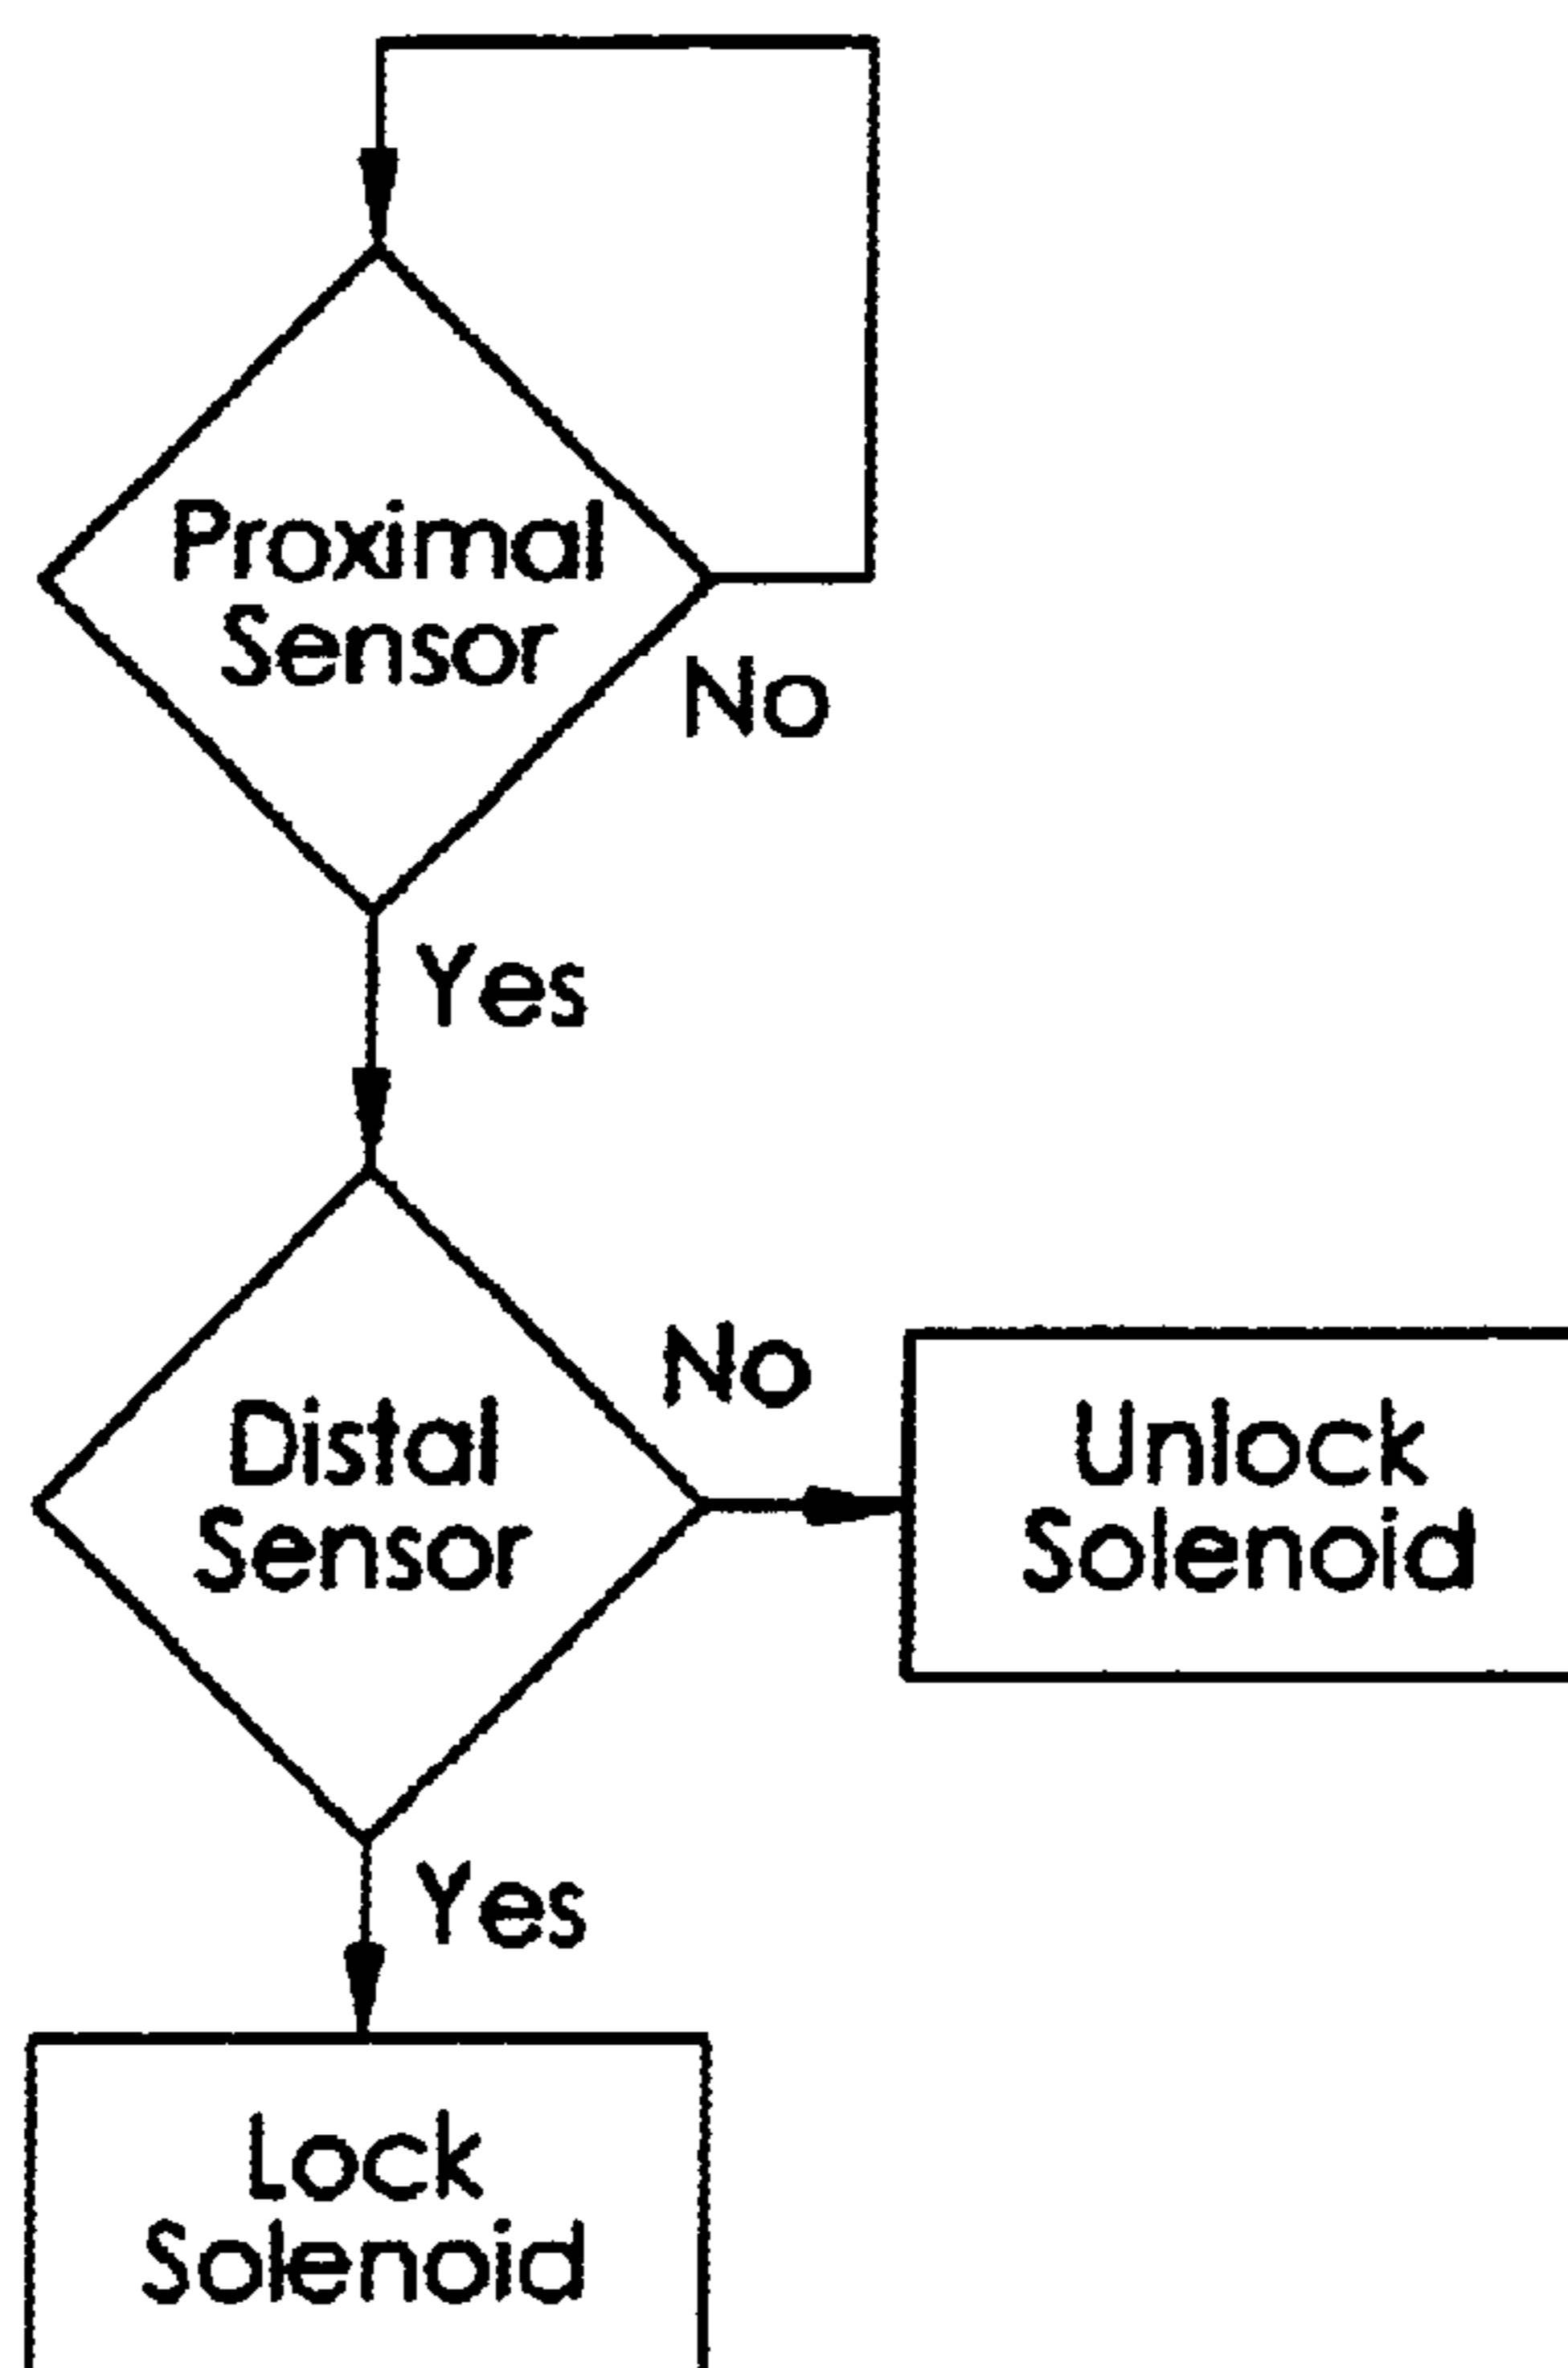 Proximal
Sensor
No
Yes
No
Distal
Sensor
Unlock
Solenoid
Yes
Lock
Solenoid